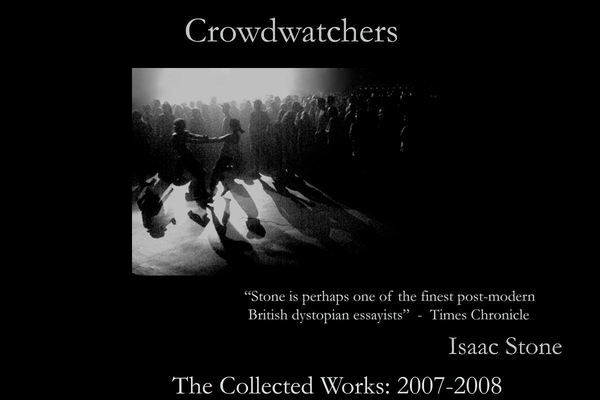 Crowdwatchers
“Stone is perhaps one of the finest post-modern
British dystopian essayists” - Times Chronicle
Isaac Stone
The Collected Works: 2007-2008